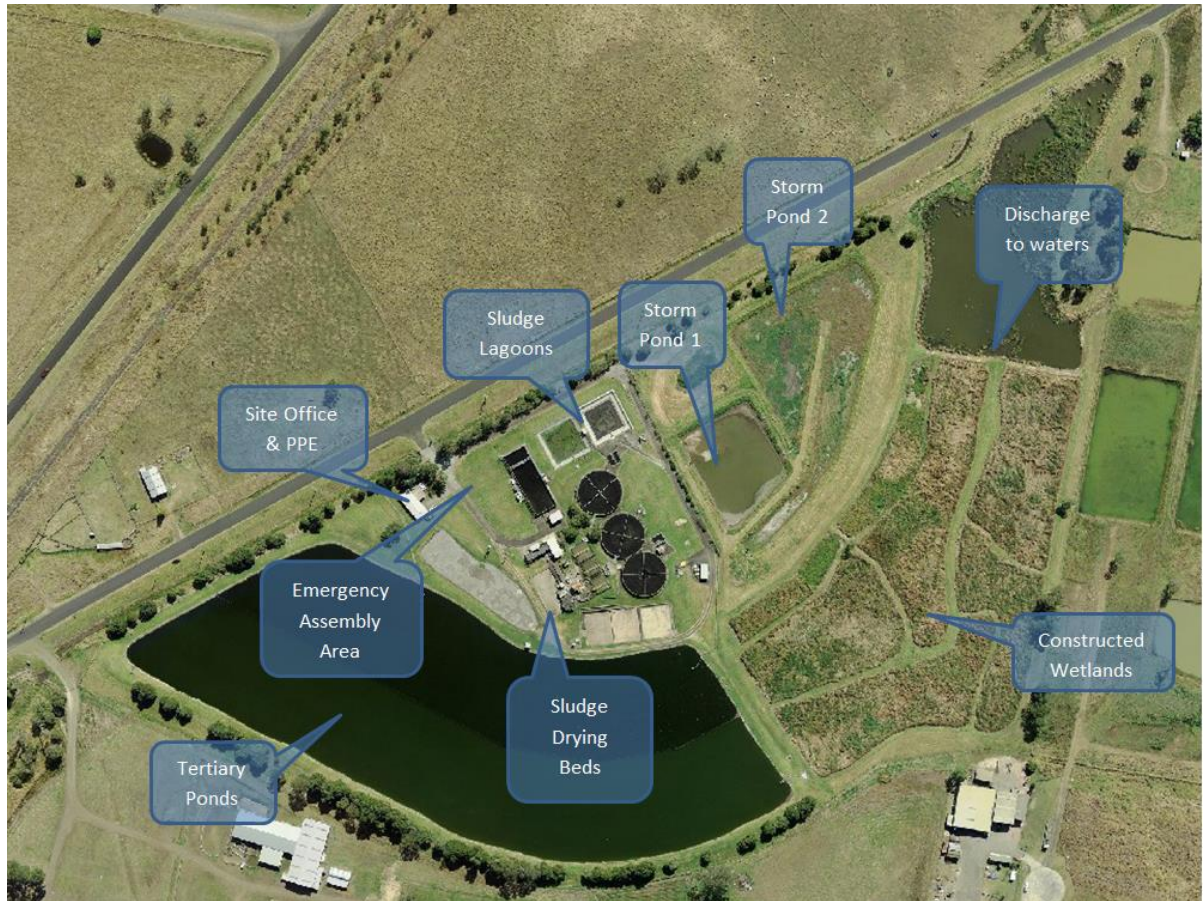 Storm
Pond 2
Discharge
to waters
Sludge
Lagoons
Storm
Pond 1
Site Office
& PPE
Emergency
Assembly
Area
Constructed
Wetlands
Sludge
Drying
Beds
Tertiary
Ponds